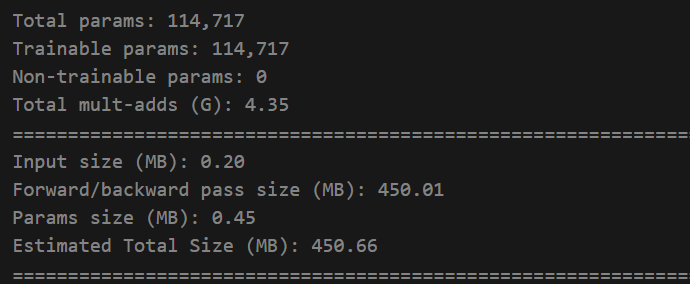 Total params: 114,717
Trainable params: 114,717
Non-trainable params: 0
Total mult-adds (G): 4.35
===============================================================
Input size (MB): 0.20
Forward/backward pass size (MB): 450.01
Params size (MB): 0.45
Estimated Total Size (MB): 450.66
===============================================================